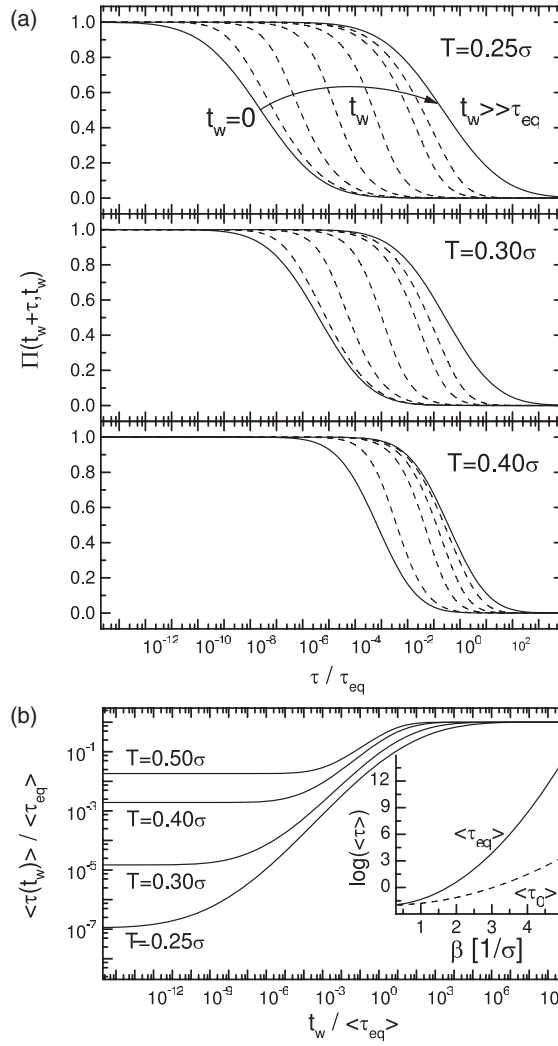 (a)
1.0
0.8
0.6
0.4
0.2
0.0
T=0.25σ
t_w=0
t_w
t_w>>τ_eq
1.0
0.8
0.6
0.4
0.2
0.0
T=0.30σ
Π(t_w+τ,t_w)
1.0
0.8
0.6
0.4
0.2
0.0
T=0.40σ
10^-12 10^-10 10^-8 10^-6 10^-4 10^-2 10^0 10^2
τ / τ_eq
(b)
10^-1
10^-3
10^-5
10^-7
<τ(t_w)> / <τ_eq>
T=0.50σ
T=0.40σ
T=0.30σ
T=0.25σ
12
9
6
3
0
log(<τ>)
<τ_eq>
<τ_0>
1 2 3 4
β [1/σ]
10^-12 10^-9 10^-6 10^-3 10^0 10^3 10^6
t_w / <τ_eq>